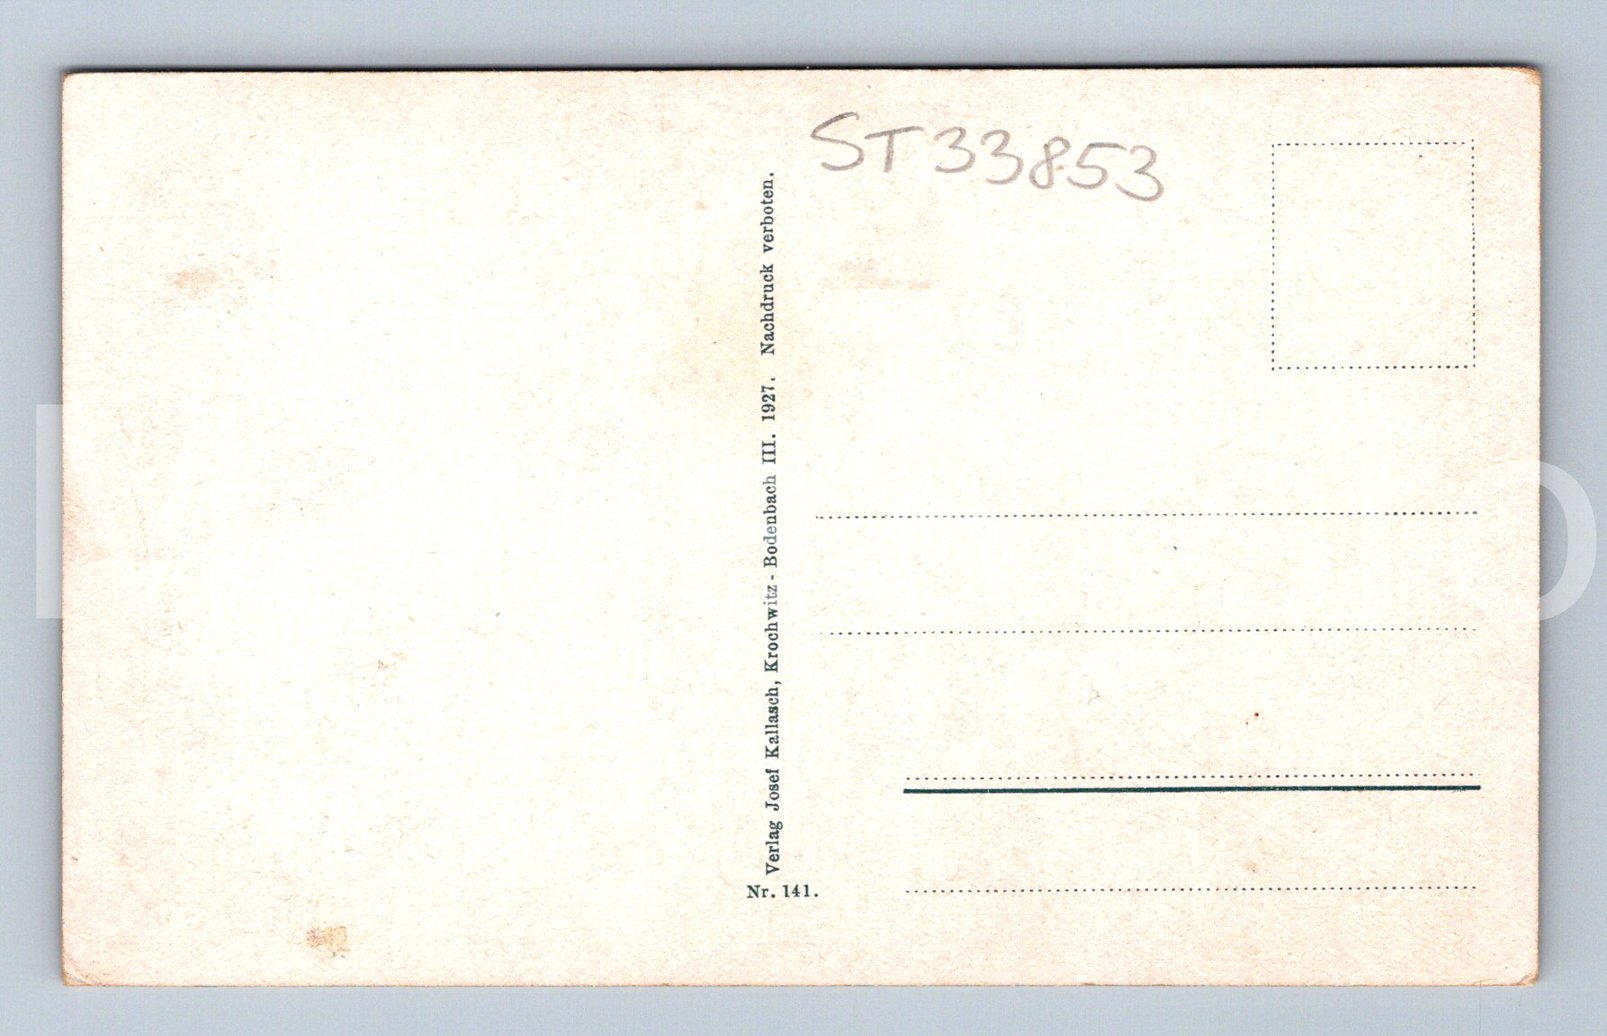 ST33853
Verlag Josef Kallasch, Krochwitz - Bodenbach III. 1927. Nachdruck verboten.
Nr. 141.